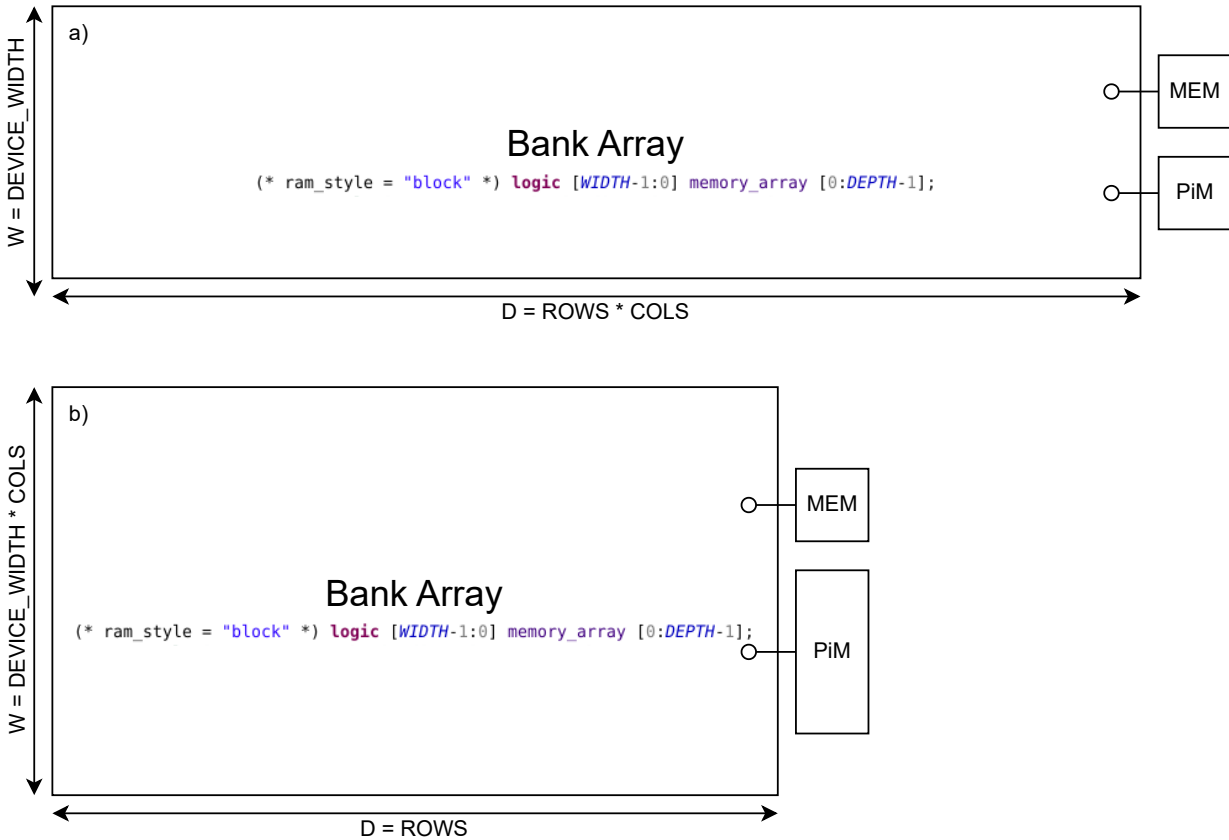 a)
W = DEVICE_WIDTH
MEM
Bank Array
(* ram_style = "block" *) logic [WIDTH-1:0] memory_array [0:DEPTH-1];
PiM
D = ROWS * COLS
b)
W = DEVICE_WIDTH * COLS
MEM
Bank Array
(* ram_style = "block" *) logic [WIDTH-1:0] memory_array [0:DEPTH-1];
PiM
D = ROWS